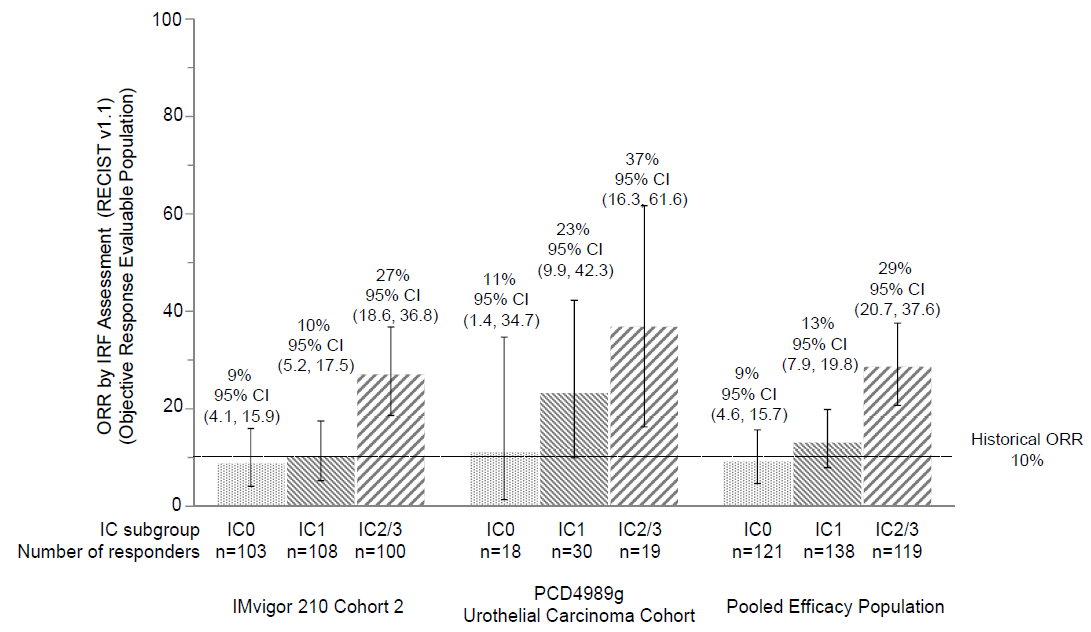 ORR by IRF Assessment (RECIST v1.1)
(Objective Response Evaluable Population)
100
80
60
40
20
0
9%
95% CI
(4.1, 15.9)
10%
95% CI
(5.2, 17.5)
27%
95% CI
(18.6, 36.8)
11%
95% CI
(1.4, 34.7)
23%
95% CI
(9.9, 42.3)
37%
95% CI
(16.3, 61.6)
9%
95% CI
(4.6, 15.7)
13%
95% CI
(7.9, 19.8)
29%
95% CI
(20.7, 37.6)
Historical ORR
10%
IC subgroup IC0 IC1 IC2/3 IC0 IC1 IC2/3 IC0 IC1 IC2/3
Number of responders n=103 n=108 n=100 n=18 n=30 n=19 n=121 n=138 n=119
IMvigor 210 Cohort 2
PCD4989g
Urothelial Carcinoma Cohort
Pooled Efficacy Population